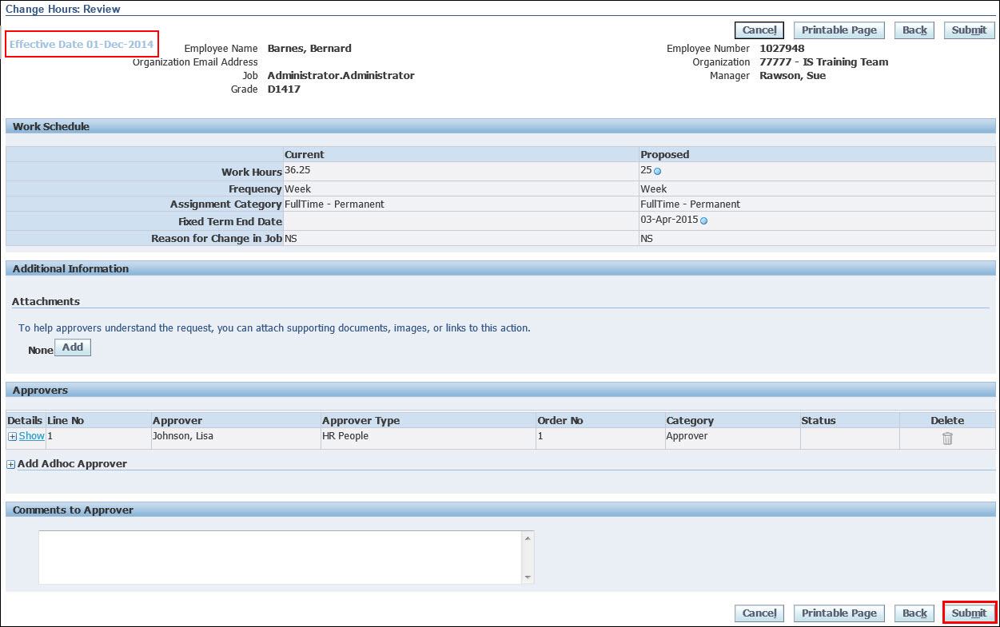 Change Hours: Review
Cancel Printable Page Back Submit
Effective Date 01-Dec-2014
Employee Name Barnes, Bernard Employee Number 1027948
Organization Email Address Organization 77777 - IS Training Team
Job Administrator.Administrator Manager Rawson, Sue
Grade D1417
Work Schedule
Current Proposed
Work Hours 36.25 25
Frequency Week Week
Assignment Category FullTime - Permanent FullTime - Permanent
Fixed Term End Date 03-Apr-2015
Reason for Change in Job NS NS
Additional Information
Attachments
To help approvers understand the request, you can attach supporting documents, images, or links to this action.
None Add
Approvers
Details Line No Approver Approver Type Order No Category Status Delete
Show 1 Johnson, Lisa HR People 1 Approver
Add Adhoc Approver
Comments to Approver
Cancel Printable Page Back Submit